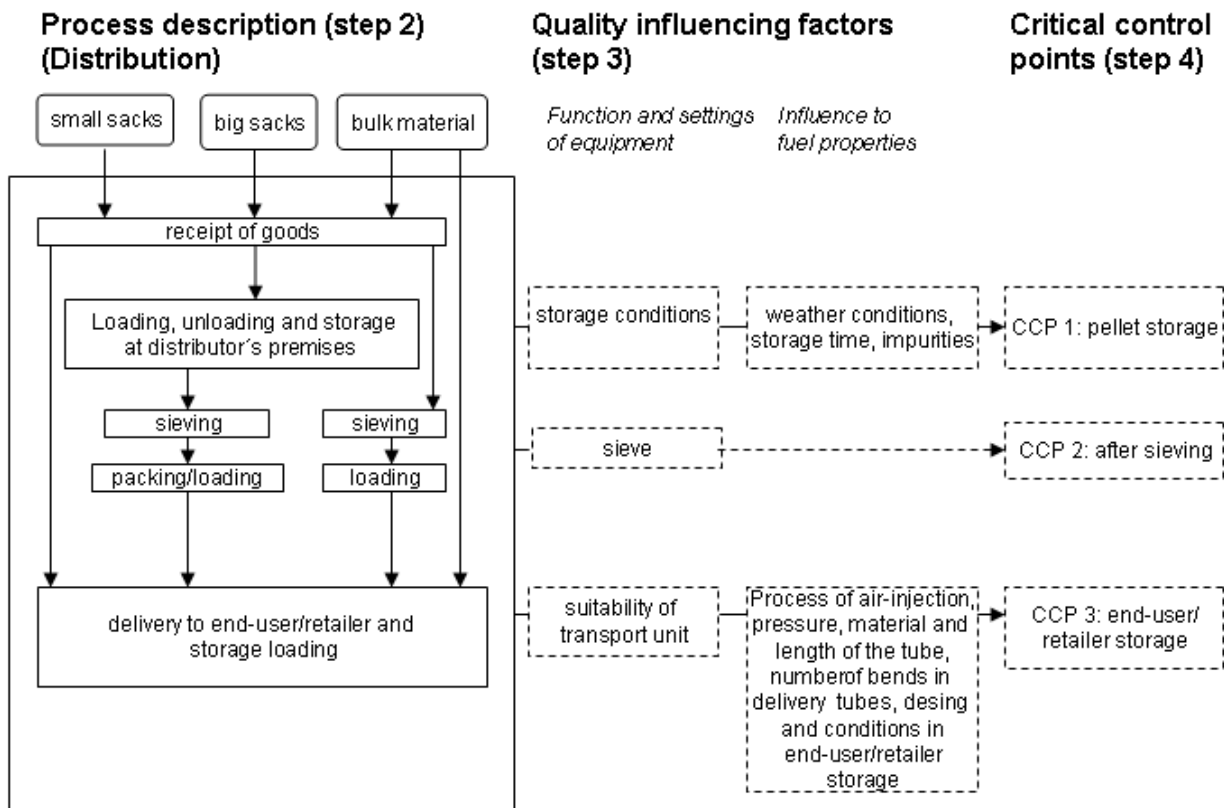 Process description (step 2)
(Distribution)
Quality influencing factors
(step 3)
Critical control
points (step 4)
Function and settings
of equipment
Influence to
fuel properties
small sacks
big sacks
bulk material
receipt of goods
Loading, unloading and storage
at distributor´s premises
storage conditions
weather conditions,
storage time, impurities
CCP 1: pellet storage
sieving
sieving
sieve
CCP 2: after sieving
packing/loading
loading
delivery to end-user/retailer and
storage loading
suitability of
transport unit
Process of air-injection,
pressure, material and
length of the tube,
numberof bends in
delivery tubes, desing
and conditions in
end-user/retailer
storage
CCP 3: end-user/
retailer storage